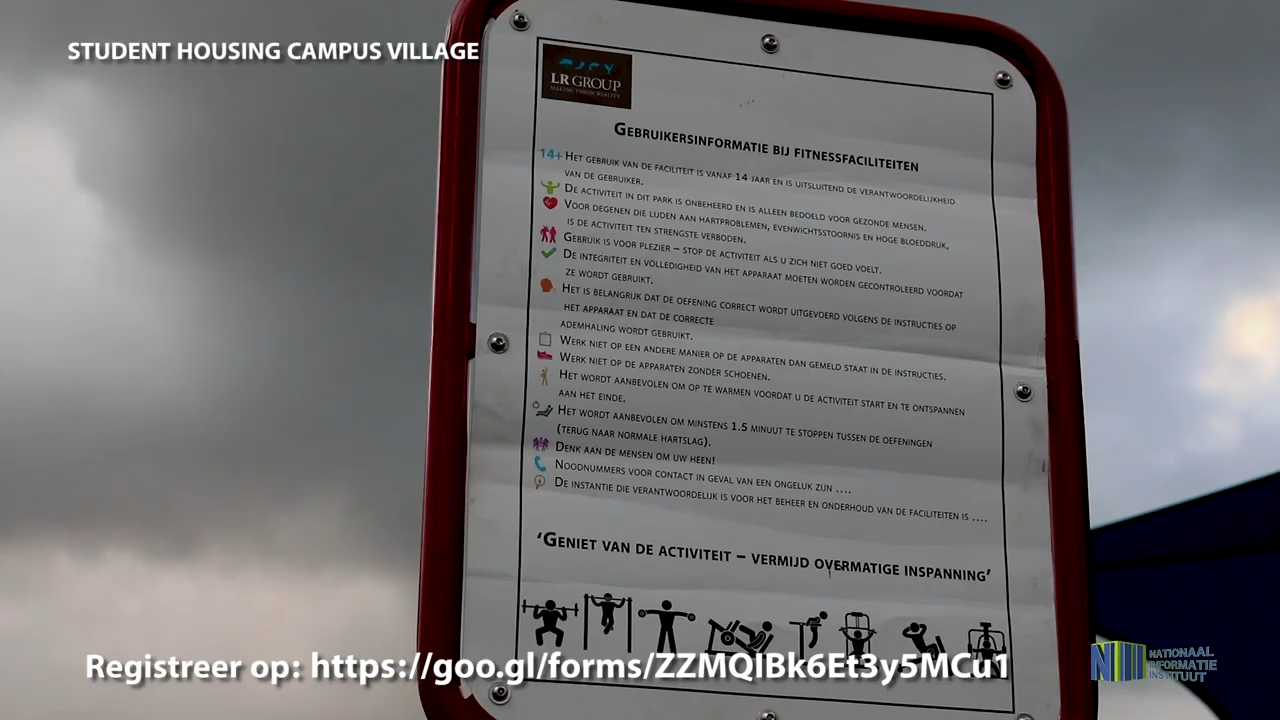 STUDENT HOUSING CAMPUS VILLAGE
LR GROUP
MAKING VISION REALITY
GEBRUIKERSINFORMATIE BIJ FITNESSFACILITEITEN
14+ HET GEBRUIK VAN DE FACILITEIT IS VANAF 14 JAAR EN IS UITSLUITEND DE VERANTWOORDELIJKHEID
VAN DE GEBRUIKER.
DE ACTIVITEIT IN DIT PARK IS ONBEHEERD EN IS ALLEEN BEDOELD VOOR GEZONDE MENSEN.
VOOR DEGENEN DIE LIJDEN AAN HARTPROBLEMEN, EVENWICHTSSTOORNIS EN HOGE BLOEDDRUK,
IS DE ACTIVITEIT TEN STRENGSTE VERBODEN.
GEBRUIK IS VOOR PLEZIER – STOP DE ACTIVITEIT ALS U ZICH NIET GOED VOELT.
DE INTEGRITEIT EN VOLLEDIGHEID VAN HET APPARAAT MOETEN WORDEN GECONTROLEERD VOORDAT
ZE WORDT GEBRUIKT.
HET IS BELANGRIJK DAT DE OEFENING CORRECT WORDT UITGEVOERD VOLGENS DE INSTRUCTIES OP
HET APPARAAT EN DAT DE CORRECTE
ADEMHALING WORDT GEBRUIKT.
WERK NIET OP EEN ANDERE MANIER OP DE APPARATEN DAN GEMELD STAAT IN DE INSTRUCTIES.
WERK NIET OP DE APPARATEN ZONDER SCHOENEN.
HET WORDT AANBEVOLEN OM OP TE WARMEN VOORDAT U DE ACTIVITEIT START EN TE ONTSPANNEN
AAN HET EINDE.
HET WORDT AANBEVOLEN OM MINSTENS 1.5 MINUUT TE STOPPEN TUSSEN DE OEFENINGEN
(TERUG NAAR NORMALE HARTSLAG).
DENK AAN DE MENSEN OM UW HEEN!
NOODNUMMERS VOOR CONTACT IN GEVAL VAN EEN ONGELUK ZIJN ....
DE INSTANTIE DIE VERANTWOORDELIJK IS VOOR HET BEHEER EN ONDERHOUD VAN DE FACILITEITEN IS ....
'GENIET VAN DE ACTIVITEIT – VERMIJD OVERMATIGE INSPANNING'
Registreer op: https://goo.gl/forms/ZZMQIBk6Et3y5MCu1
NII NATIONAAL
INFORMATIE
INSTITUUT